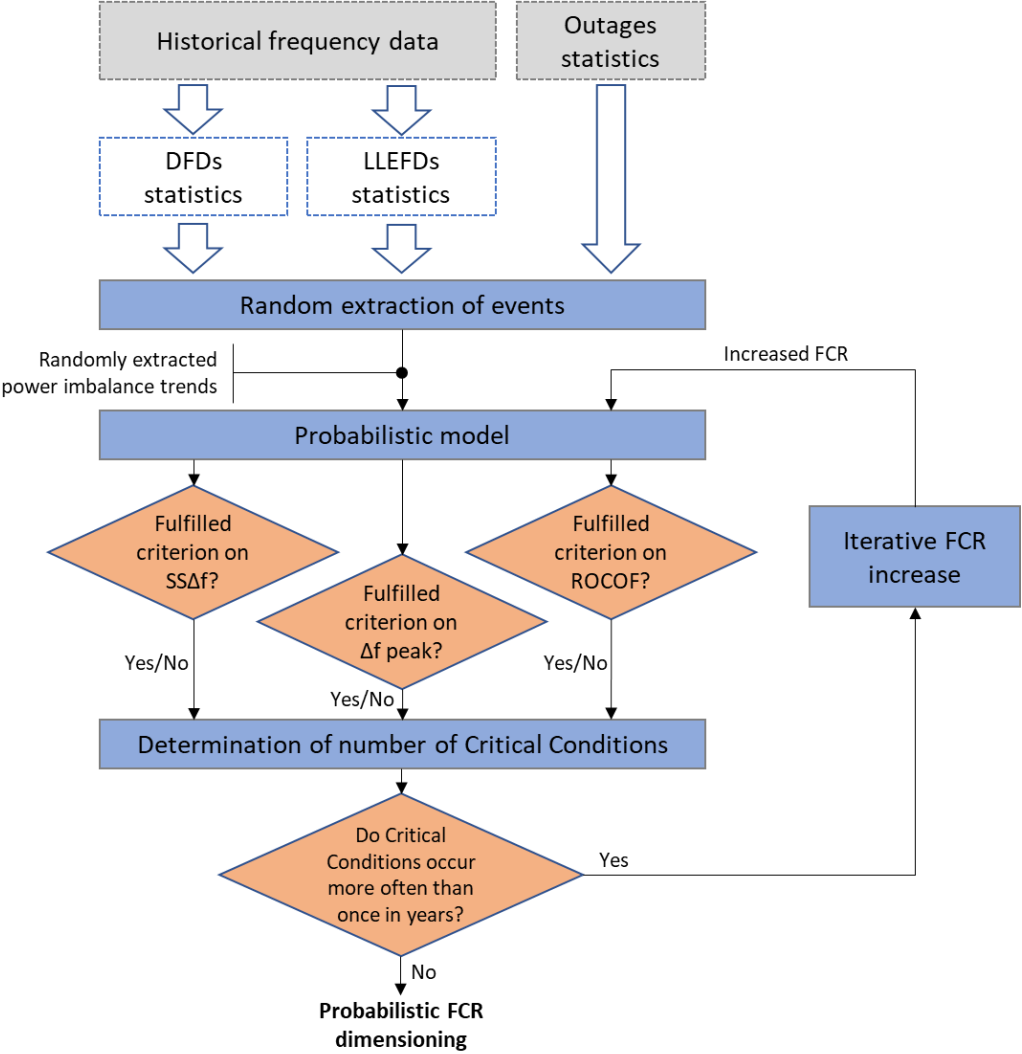 Historical frequency data
Outages
statistics
DFDs
statistics
LLEFDs
statistics
Random extraction of events
Randomly extracted
power imbalance trends
Increased FCR
Probabilistic model
Fulfilled
criterion on
SSΔf?
Fulfilled
criterion on
Δf peak?
Fulfilled
criterion on
ROCOF?
Iterative FCR
increase
Yes/No
Yes/No
Yes/No
Determination of number of Critical Conditions
Do Critical
Conditions occur
more often than
once in years?
Yes
No
Probabilistic FCR
dimensioning